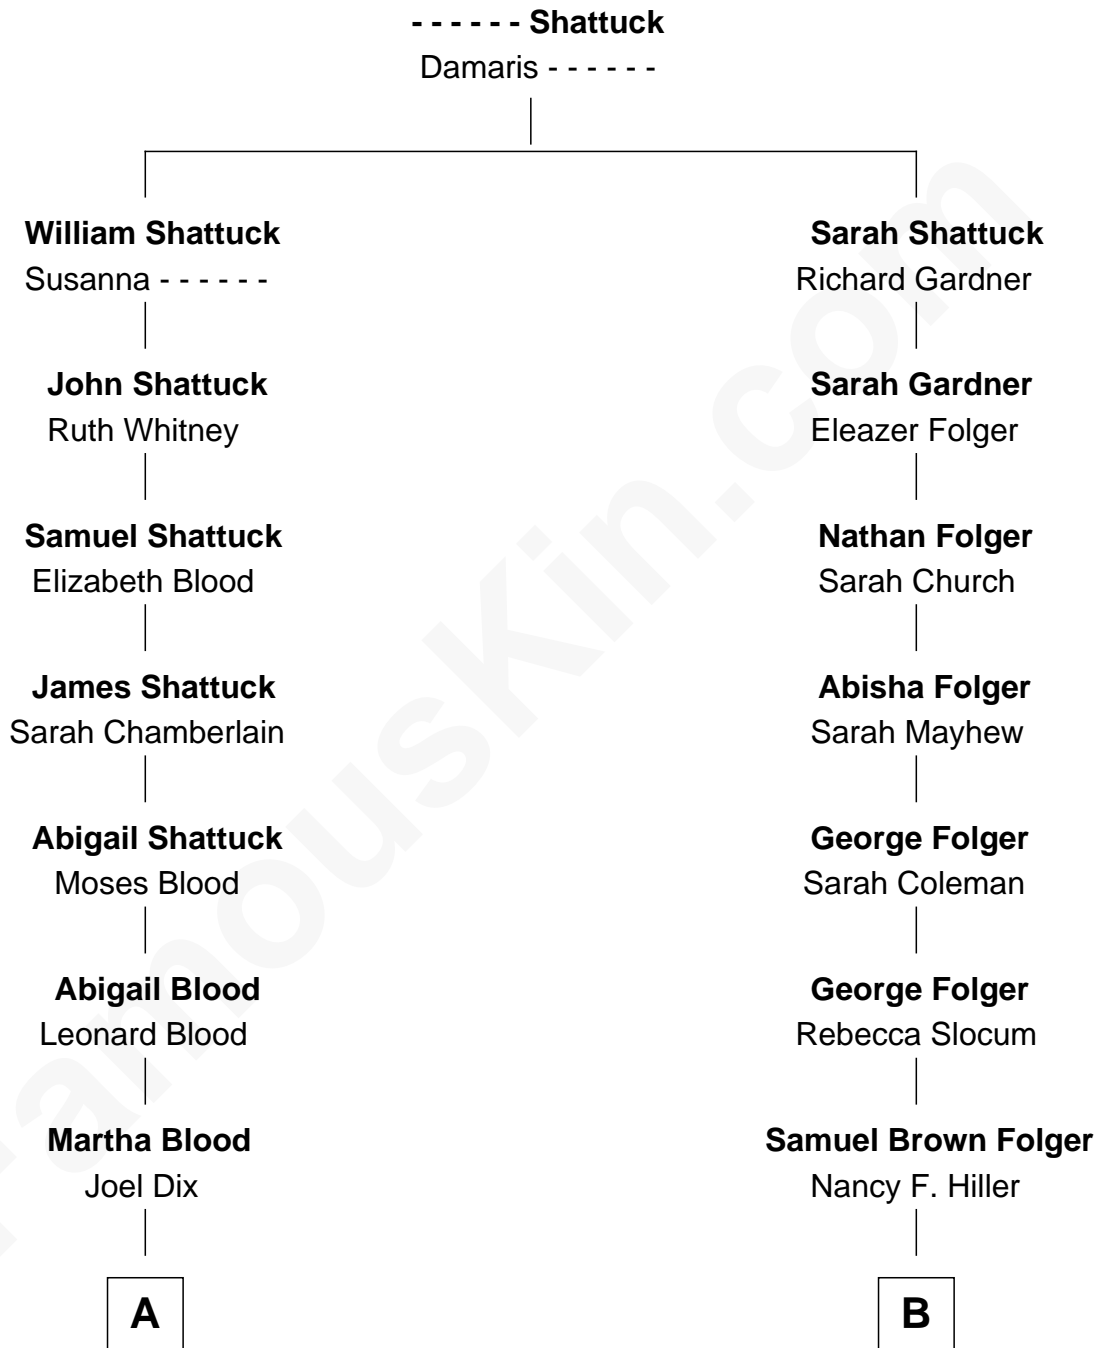 - - - - - - Shattuck
Damaris - - - - - -
William Shattuck
Susanna - - - - - -
Sarah Shattuck
Richard Gardner
John Shattuck
Ruth Whitney
Sarah Gardner
Eleazer Folger
Samuel Shattuck
Elizabeth Blood
Nathan Folger
Sarah Church
James Shattuck
Sarah Chamberlain
Abisha Folger
Sarah Mayhew
Abigail Shattuck
Moses Blood
George Folger
Sarah Coleman
Abigail Blood
Leonard Blood
George Folger
Rebecca Slocum
Martha Blood
Joel Dix
Samuel Brown Folger
Nancy F. Hiller
A
B
FamousKin.com